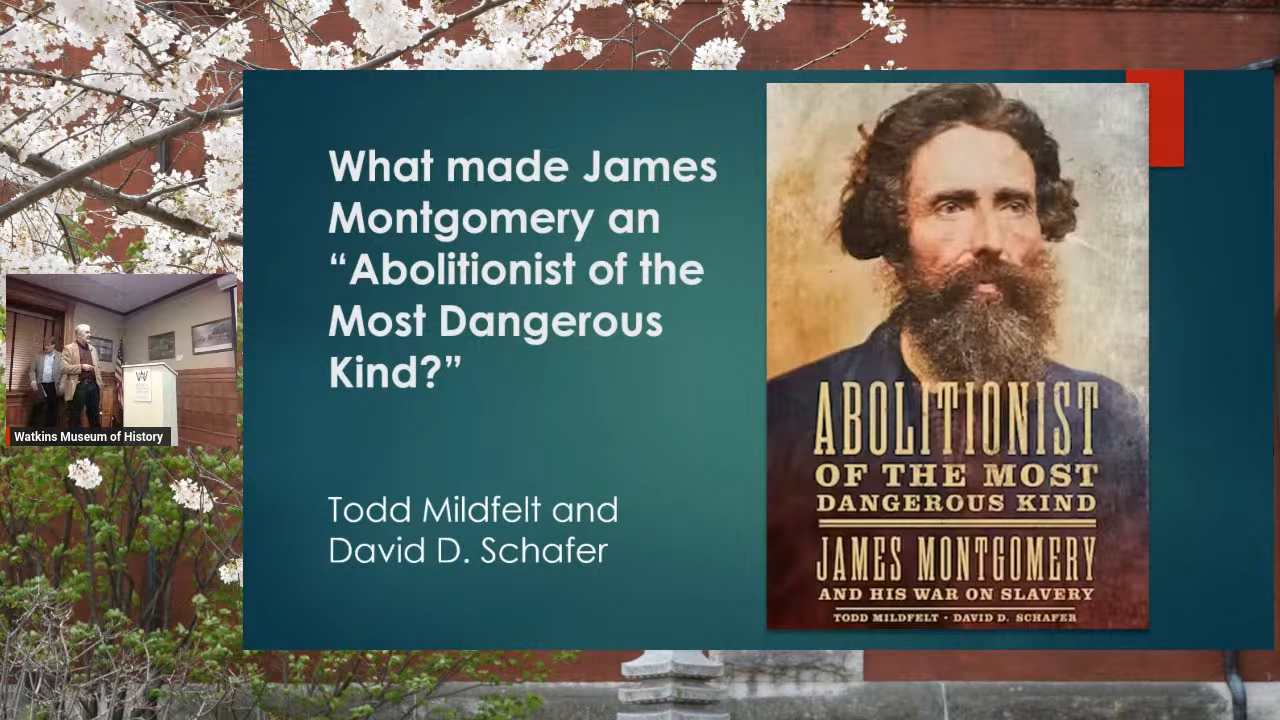 What made James
Montgomery an
“Abolitionist of the
Most Dangerous
Kind?”
Todd Mildfelt and
David D. Schafer
ABOLITIONIST
OF THE MOST
DANGEROUS KIND
JAMES MONTGOMERY
AND HIS WAR ON SLAVERY
TODD MILDFELT • DAVID D. SCHAFER
Watkins Museum of History